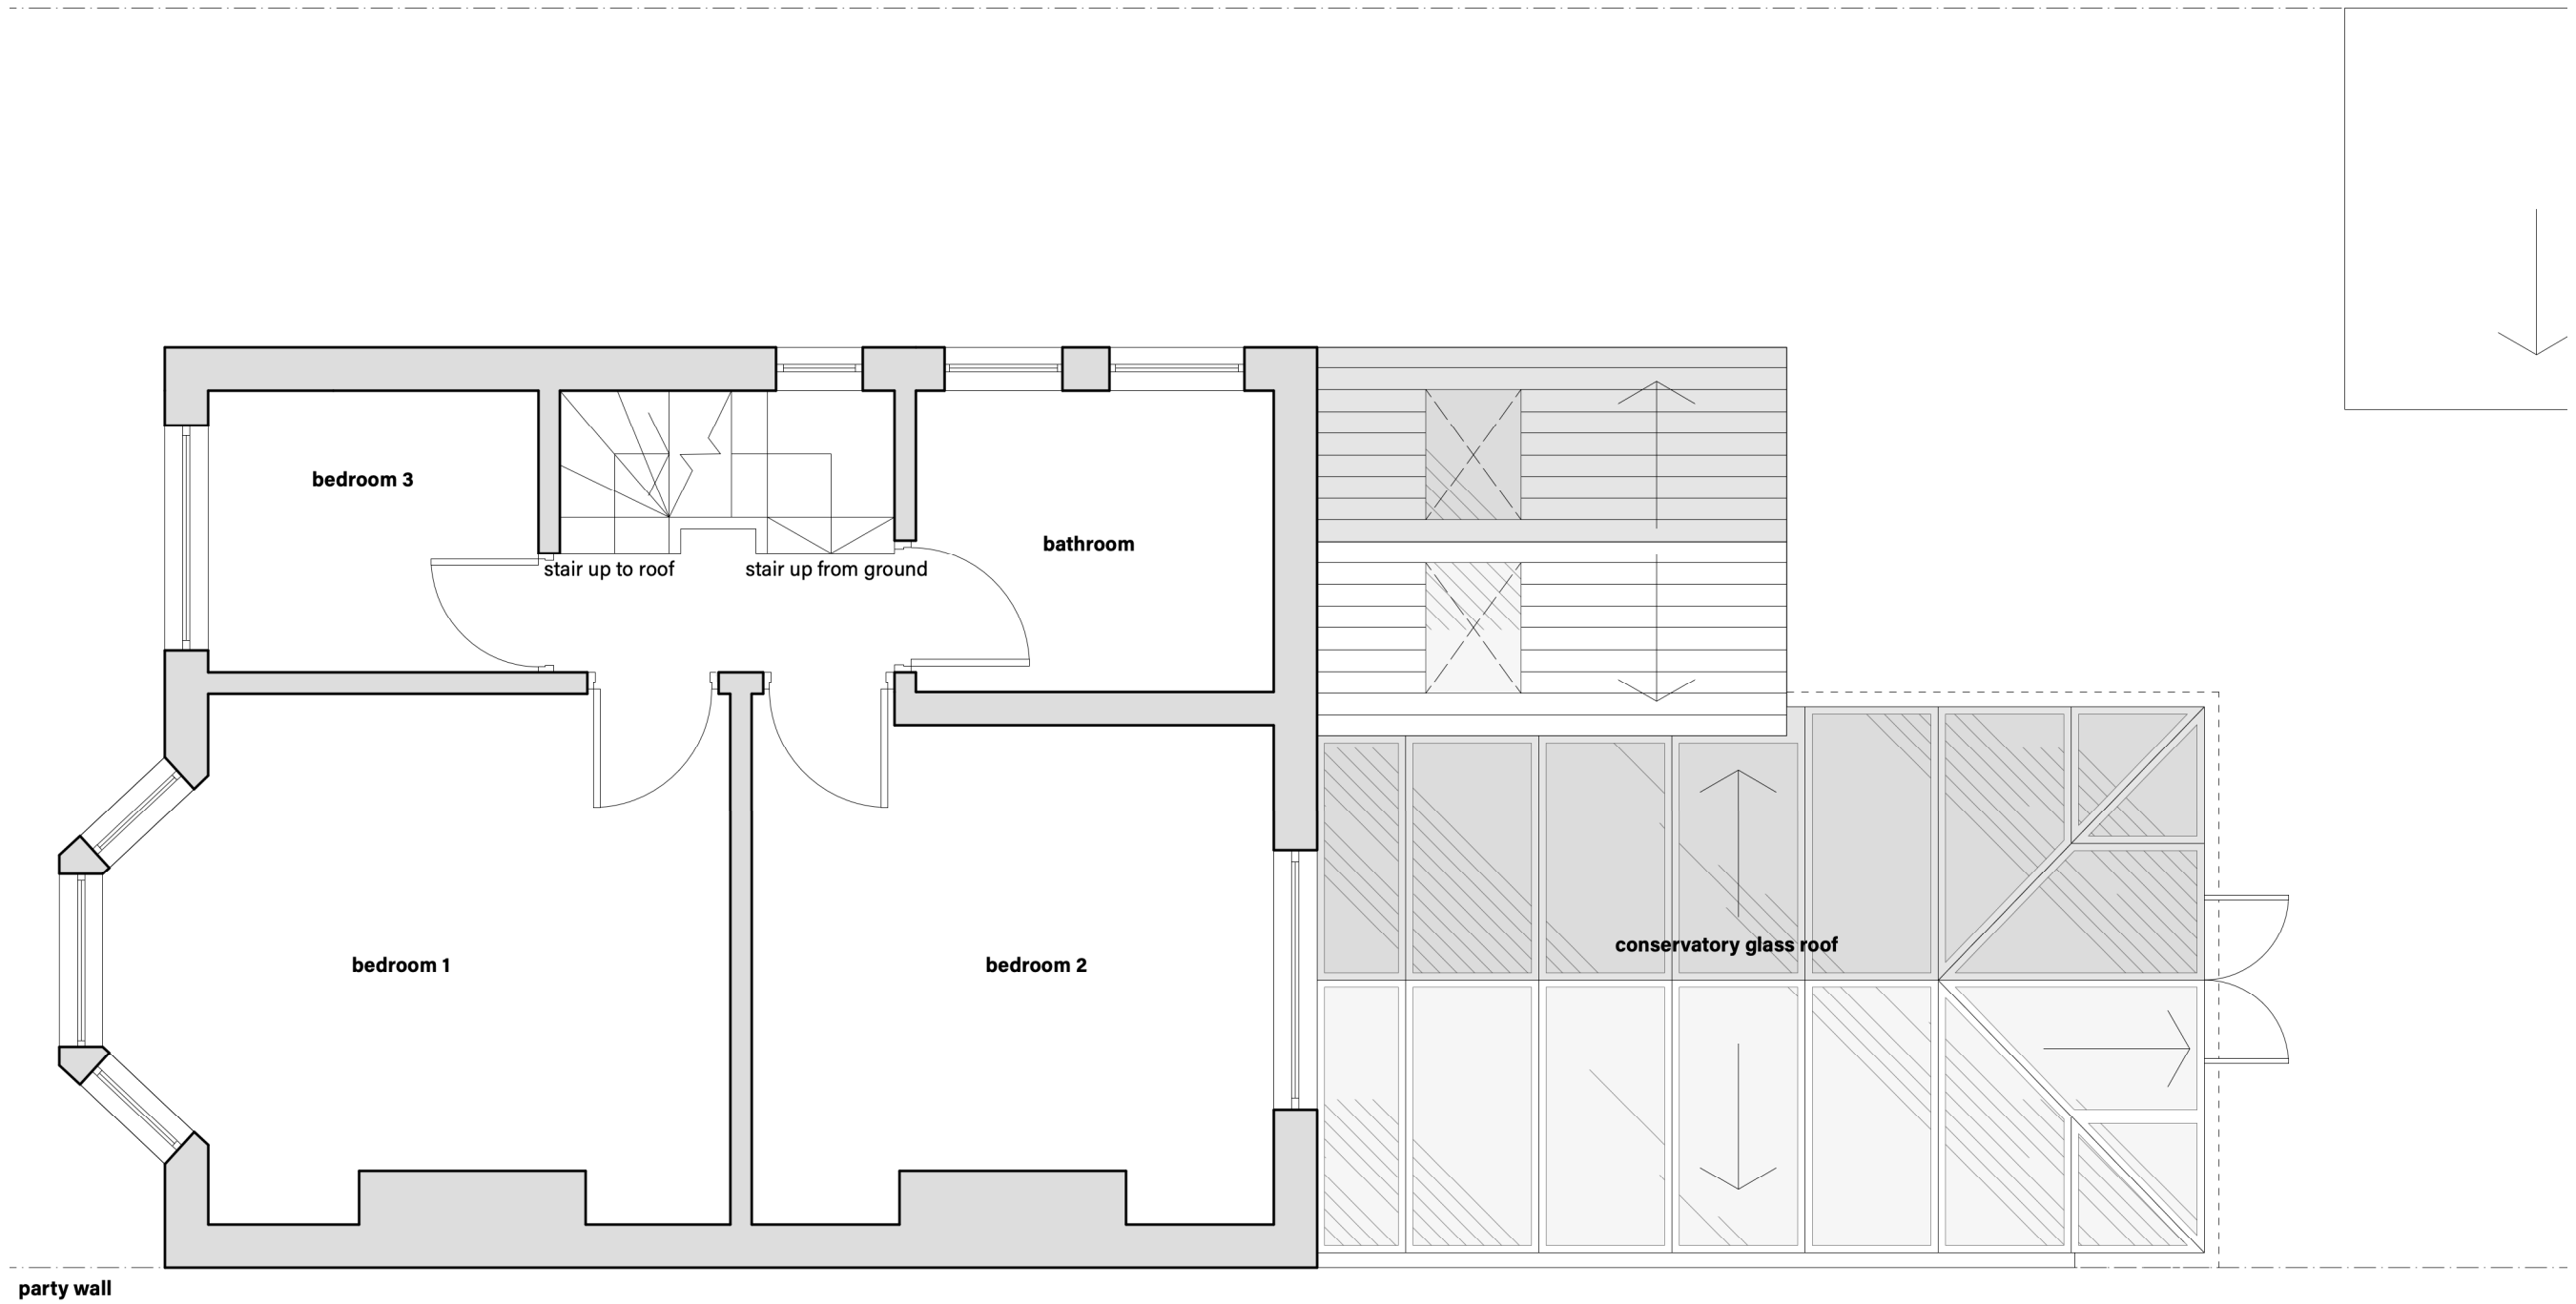 bedroom 3
bathroom
stair up to roof
stair up from ground
conservatory glass roof
bedroom 1
bedroom 2
party wall